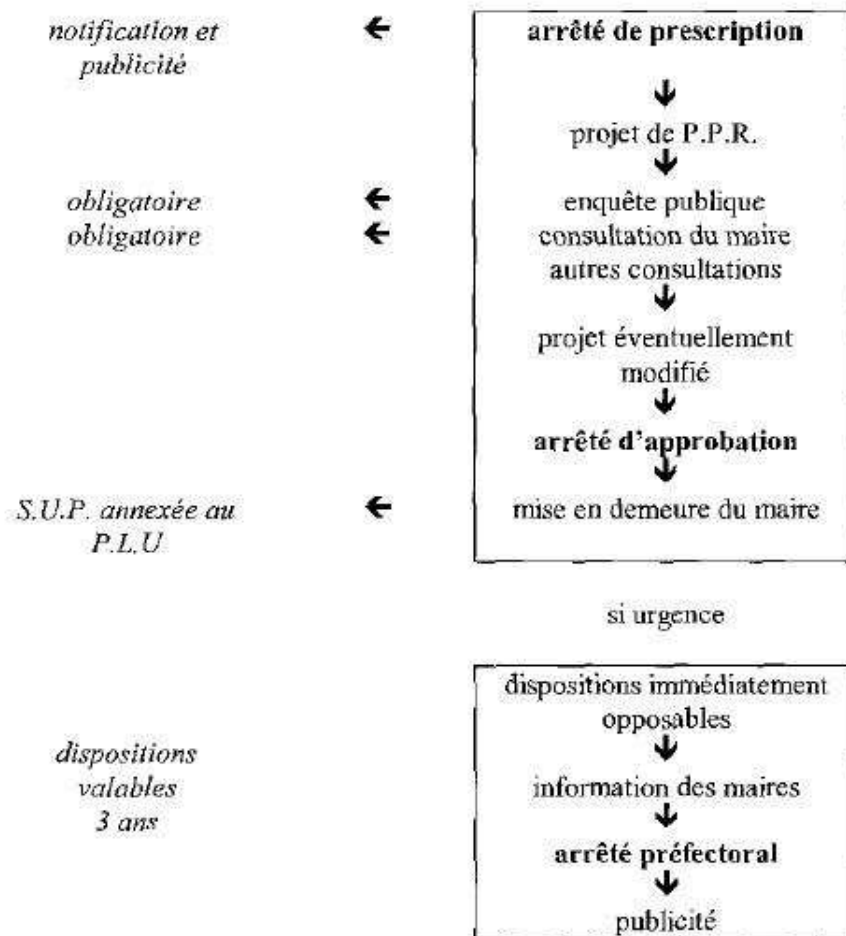 notification et
publicité
arrêté de prescription
projet de P.P.R.
obligatoire
enquête publique
obligatoire
consultation du maire
autres consultations
projet éventuellement
modifié
arrêté d'approbation
S.U.P. annexée au
P.L.U
mise en demeure du maire
si urgence
dispositions immédiatement
opposables
dispositions
valables
3 ans
information des maires
arrêté préfectoral
publicité